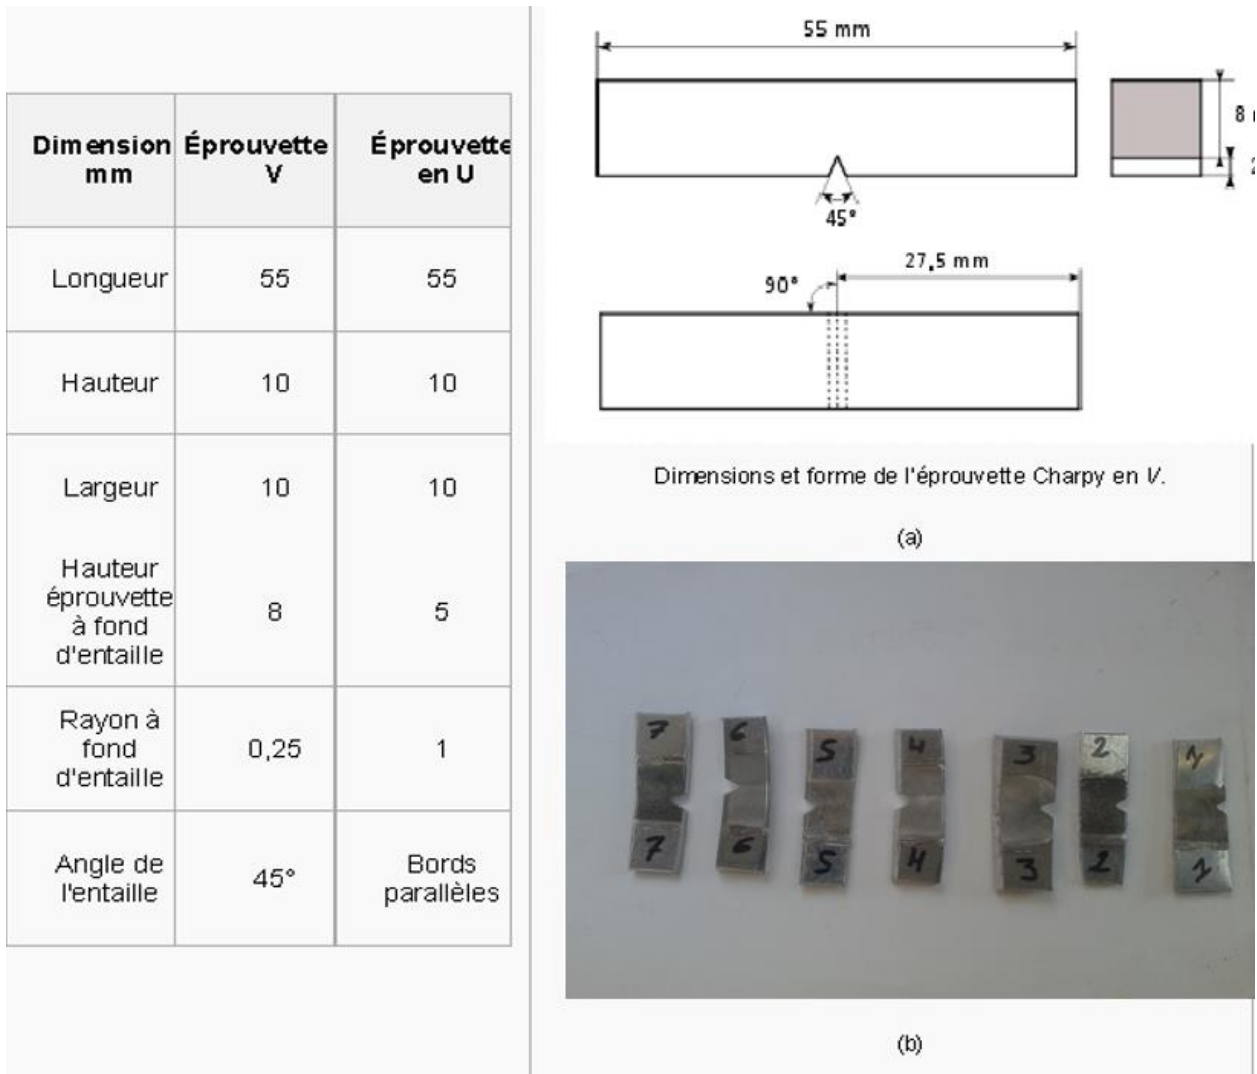 Dimension
mm
Éprouvette
V
Éprouvette
en U
Longueur
55
55
Hauteur
10
10
Largeur
10
10
Hauteur
éprouvette
à fond
d'entaille
8
5
Rayon à
fond
d'entaille
0,25
1
Angle de
l'entaille
45°
Bords
parallèles
55 mm
8
2
45°
27,5 mm
90°
Dimensions et forme de l'éprouvette Charpy en V.
(a)
7 6 5 4 3 2 1
7 6 5 4 3 2 1
(b)